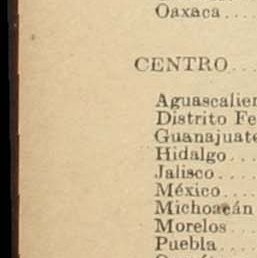 Oaxaca....
CENTRO...
Aguascalien
Distrito Fe
Guanajuato
Hidalgo...
Jalisco....
México....
Michoacán
Morelos...
Puebla....